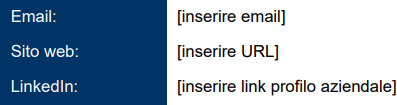 Email: [inserire email]
Sito web: [inserire URL]
LinkedIn: [inserire link profilo aziendale]